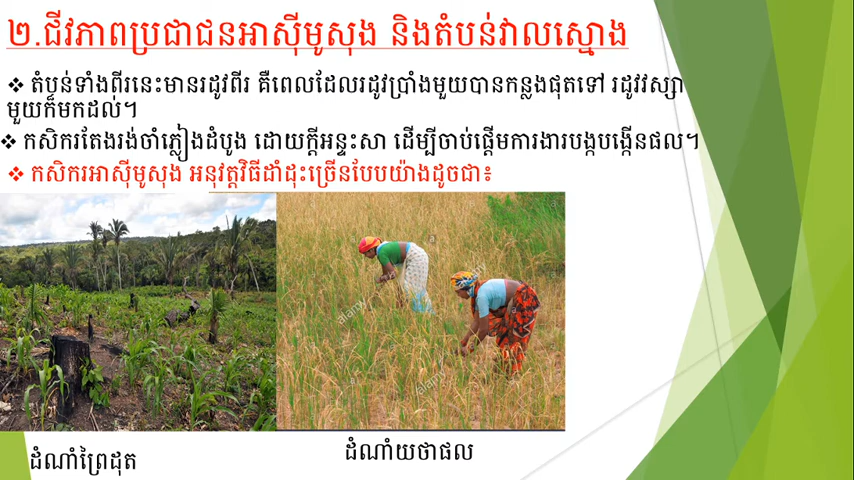 ២.ជីវភាពប្រជាជនអាស៊ីមូសុង និងតំបន់វាលស្មោង
❖ តំបន់ទាំងពីរនេះមានរដូវពីរ គឺពេលដែលរដូវប្រាំងមួយបានកន្លងផុតទៅ រដូវវស្សា
មួយក៏មកដល់។
❖ កសិករតែងរង់ចាំភ្លៀងដំបូង ដោយក្តីអន្ទះសា ដើម្បីចាប់ផ្តើមការងារបង្កបង្កើនផល។
❖ កសិករអាស៊ីមូសុង អនុវត្តវិធីដាំដុះច្រើនបែបយ៉ាងដូចជា៖
alamy
alamy
ដំណាំព្រៃដុត
ដំណាំយថាផល